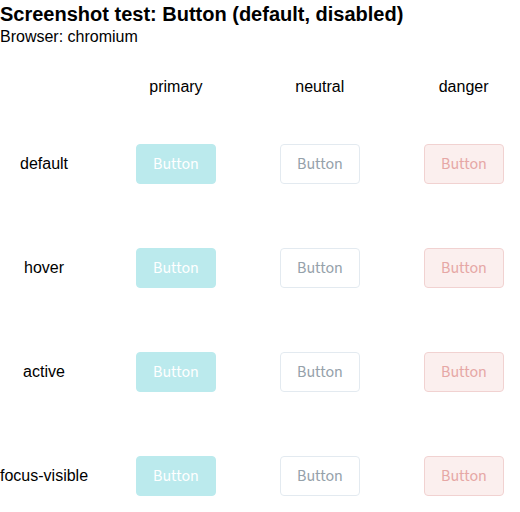 Screenshot test: Button (default, disabled)
Browser: chromium
primary neutral danger
default Button Button Button
hover Button Button Button
active Button Button Button
focus-visible Button Button Button